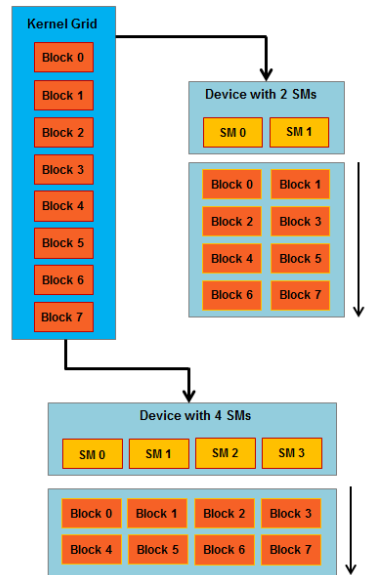 Kernel Grid
Block 0
Block 1
Block 2
Block 3
Block 4
Block 5
Block 6
Block 7
Device with 2 SMs
SM 0 SM 1
Block 0 Block 1
Block 2 Block 3
Block 4 Block 5
Block 6 Block 7
Device with 4 SMs
SM 0 SM 1 SM 2 SM 3
Block 0 Block 1 Block 2 Block 3
Block 4 Block 5 Block 6 Block 7